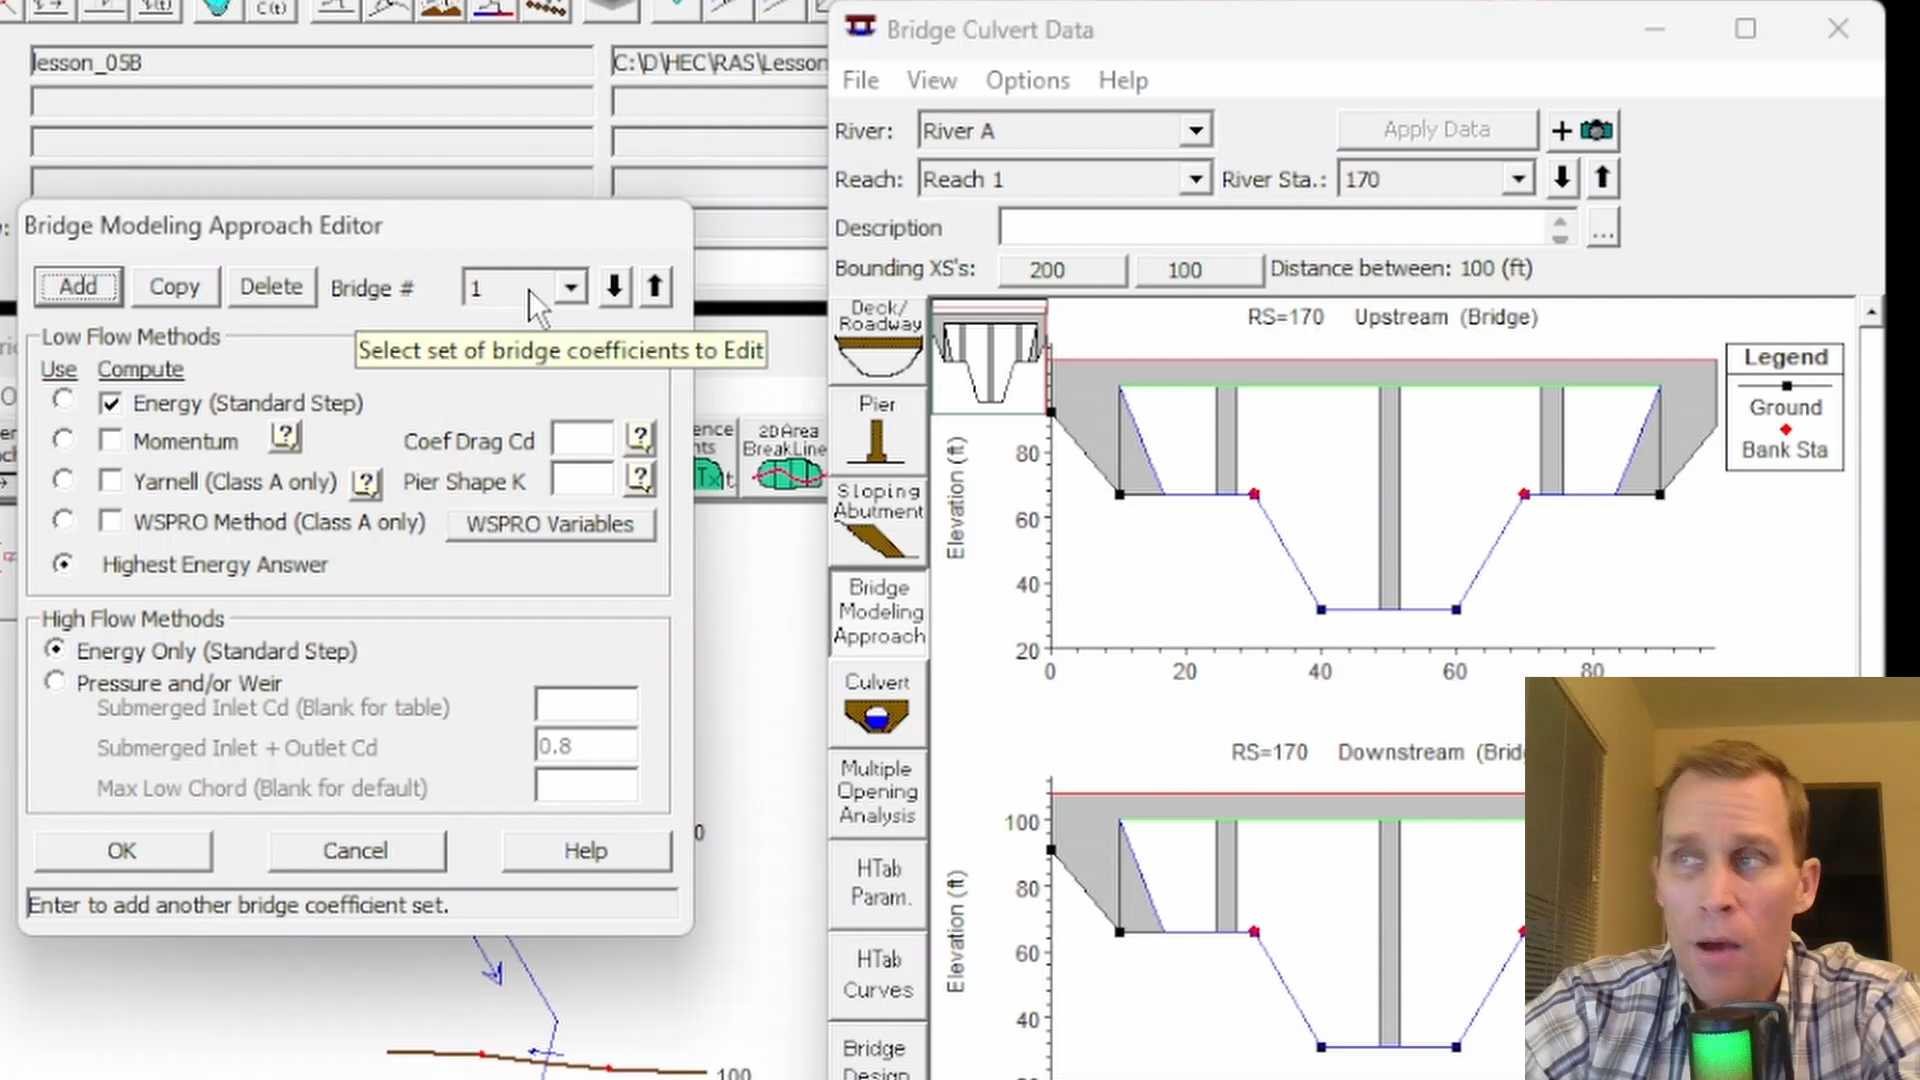 C(t)
lesson_05B
C:\D\HEC\RAS\Lesson
Bridge Modeling Approach Editor
Add
Copy
Delete
Bridge #
1
Select set of bridge coefficients to Edit
Low Flow Methods
Use
Compute
Energy (Standard Step)
Momentum
Coef Drag Cd
Yarnell (Class A only)
Pier Shape K
WSPRO Method (Class A only)
WSPRO Variables
Highest Energy Answer
High Flow Methods
Energy Only (Standard Step)
Pressure and/or Weir
Submerged Inlet Cd (Blank for table)
Submerged Inlet + Outlet Cd
0.8
Max Low Chord (Blank for default)
OK
Cancel
Help
Enter to add another bridge coefficient set.
2D Area
BreakLine
100
Bridge Culvert Data
File
View
Options
Help
River:
River A
Apply Data
Reach:
Reach 1
River Sta.:
170
Description
...
Bounding XS's:
200
100
Distance between: 100 (ft)
Deck/
Roadway
Pier
Sloping
Abutment
Bridge
Modeling
Approach
Culvert
Multiple
Opening
Analysis
HTab
Param.
HTab
Curves
Bridge
Design
RS=170 Upstream (Bridge)
Legend
Ground
Bank Sta
Elevation (ft)
80
60
40
20
0
20
40
60
80
RS=170 Downstream (Bridg
Elevation (ft)
100
80
60
40